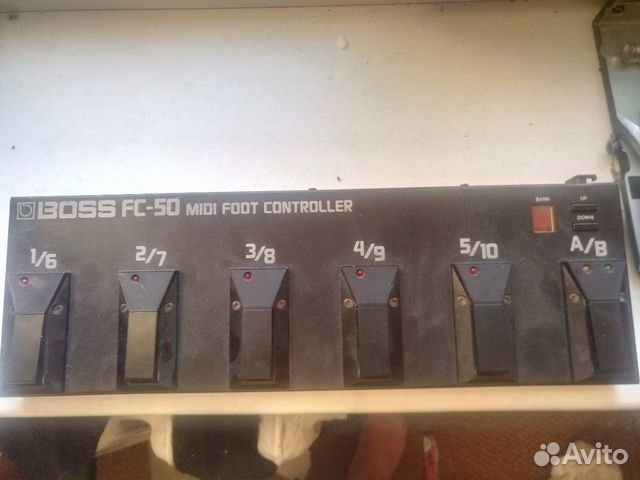 BOSS FC-50 MIDI FOOT CONTROLLER
BANK
UP
DOWN
1/6
2/7
3/8
4/9
5/10
A/B
Avito